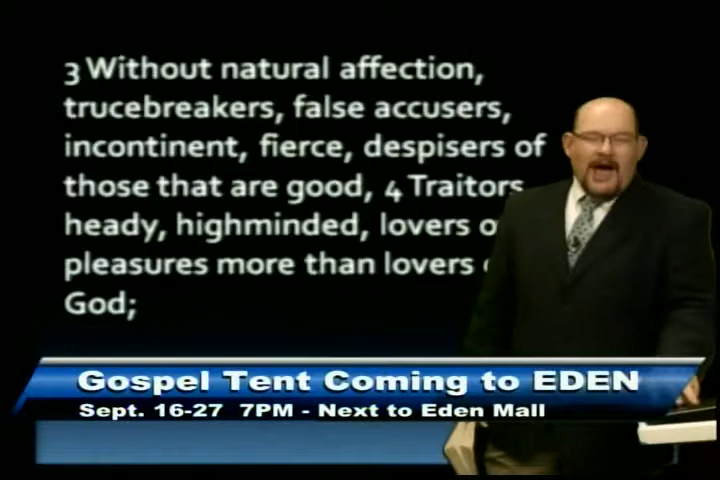 3 Without natural affection,
trucebreakers, false accusers,
incontinent, fierce, despisers of
those that are good, 4 Traitors
heady, highminded, lovers
pleasures more than lovers
God;
Gospel Tent Coming to EDEN
Sept. 16-27 7PM - Next to Eden Mall